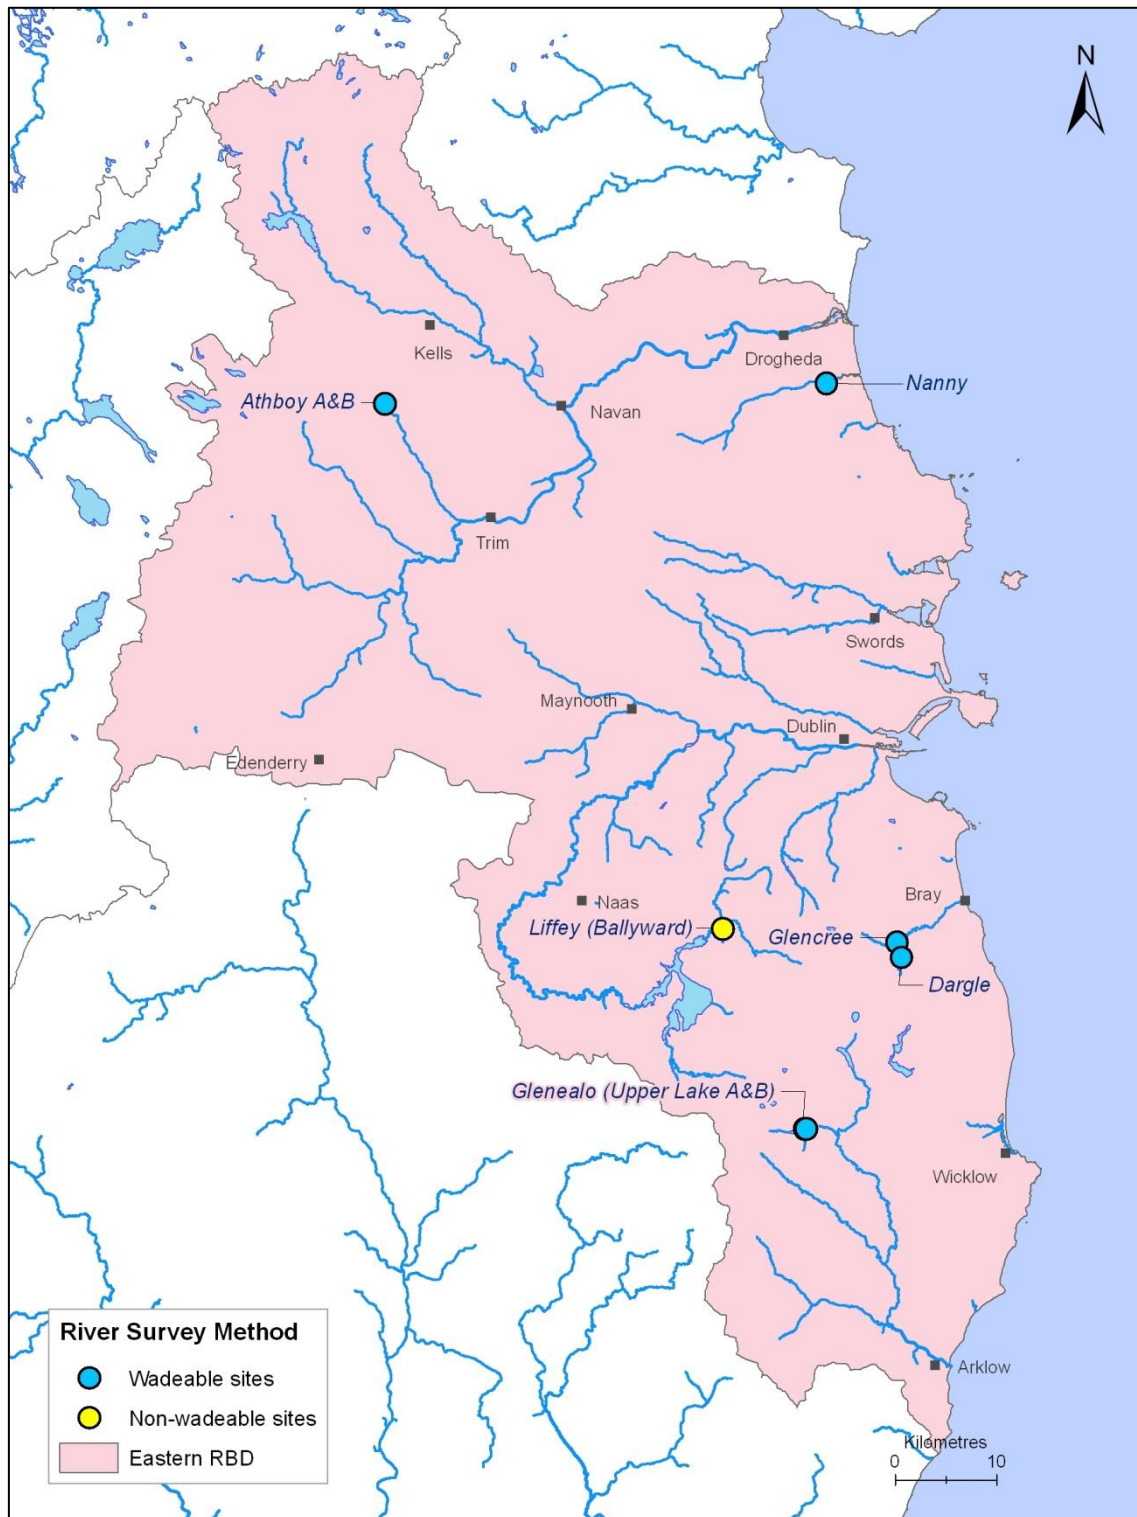 N
Kells
Drogheda
Nanny
Athboy A&B
Navan
Trim
Swords
Maynooth
Dublin
Edenderry
Naas
Bray
Liffey (Ballyward)
Glencree
Dargle
Glenealo (Upper Lake A&B)
Wicklow
Arklow
River Survey Method
Wadeable sites
Non-wadeable sites
Eastern RBD
Kilometres
0 10